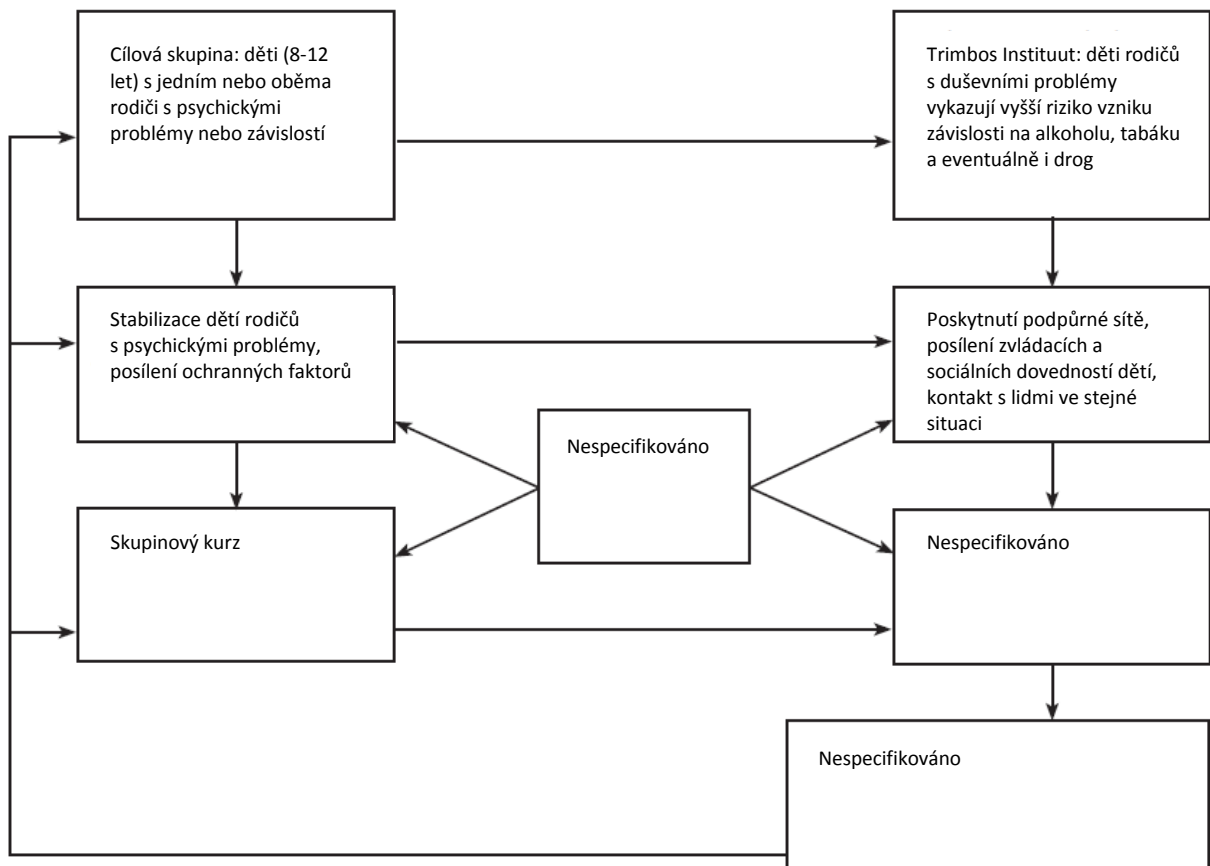 Cílová skupina: děti (8-12
let) s jedním nebo oběma
rodiči s psychickými
problémy nebo závislostí
Trimbos Instituut: děti rodičů
s duševními problémy
vykazují vyšší riziko vzniku
závislosti na alkoholu, tabáku
a eventuálně i drog
Stabilizace dětí rodičů
s psychickými problémy,
posílení ochranných faktorů
Poskytnutí podpůrné sítě,
posílení zvládacích a
sociálních dovedností dětí,
kontakt s lidmi ve stejné
situaci
Nespecifikováno
Skupinový kurz
Nespecifikováno
Nespecifikováno